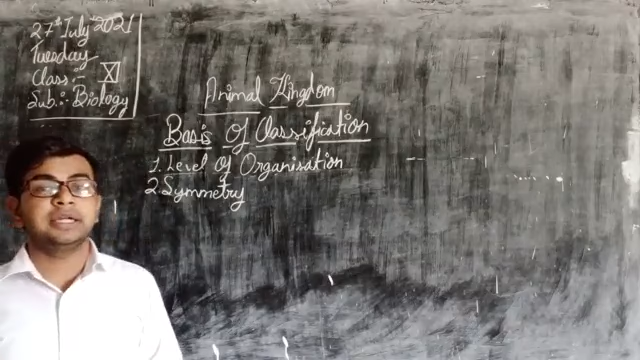 27th July 2021
Tuesday
Class:- XI
Sub.:- Biology
Animal Kingdom
Basis Of Classification
1. Level Of Organisation
2. Symmetry